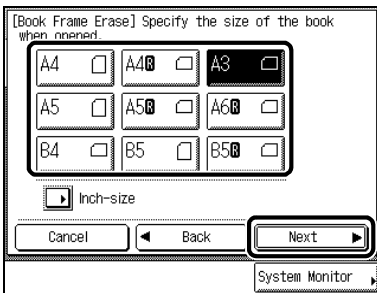 [Book Frame Erase] Specify the size of the book
when opened.
A4 A4R A3
A5 A5R A6R
B4 B5 B5R
Inch-size
Cancel Back Next
System Monitor